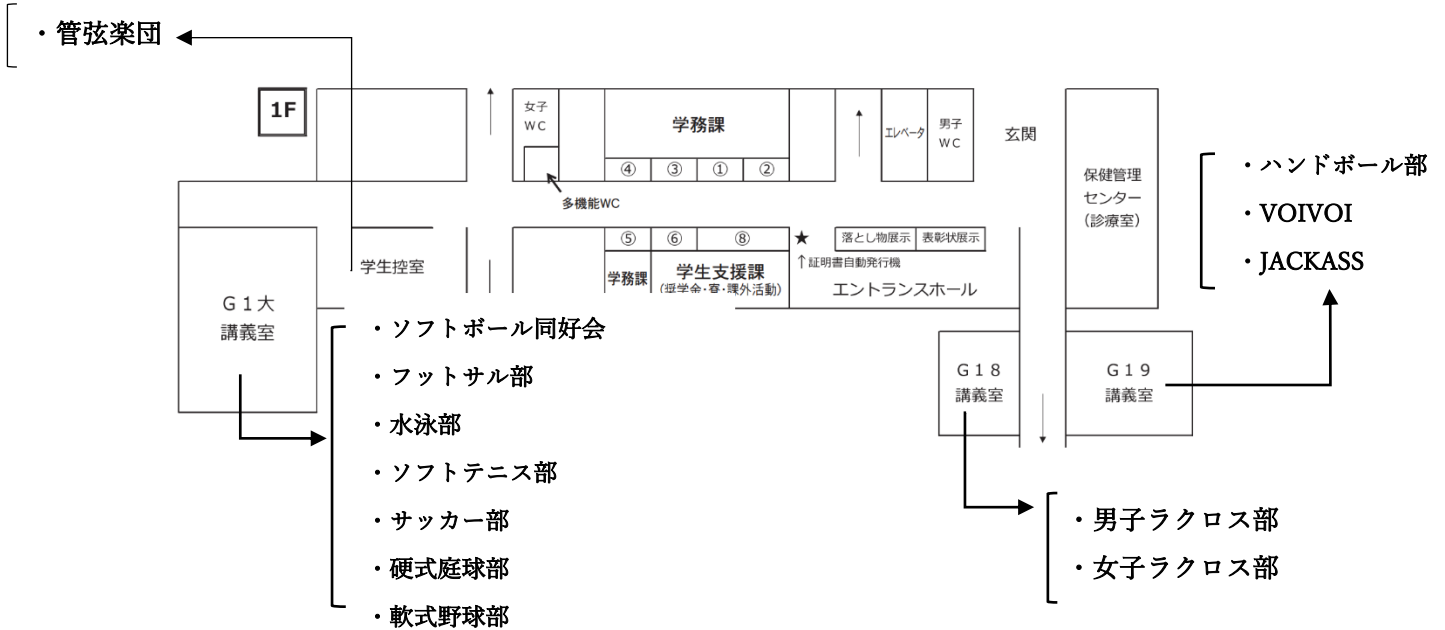 ・管弦楽団
1F
女子
WC
学務課
エレベータ
男子
WC
玄関
④ ③ ① ②
多機能WC
保健管理
センター
(診療室)
・ハンドボール部
・VOIVOI
・JACKASS
⑤ ⑥ ⑧
★
落とし物展示 表彰状展示
学生控室
学務課
学生支援課
(奨学金・寮・課外活動)
↑証明書自動発行機
エントランスホール
G1大
講義室
・ソフトボール同好会
・フットサル部
・水泳部
・ソフトテニス部
・サッカー部
・硬式庭球部
・軟式野球部
G18
講義室
G19
講義室
・男子ラクロス部
・女子ラクロス部